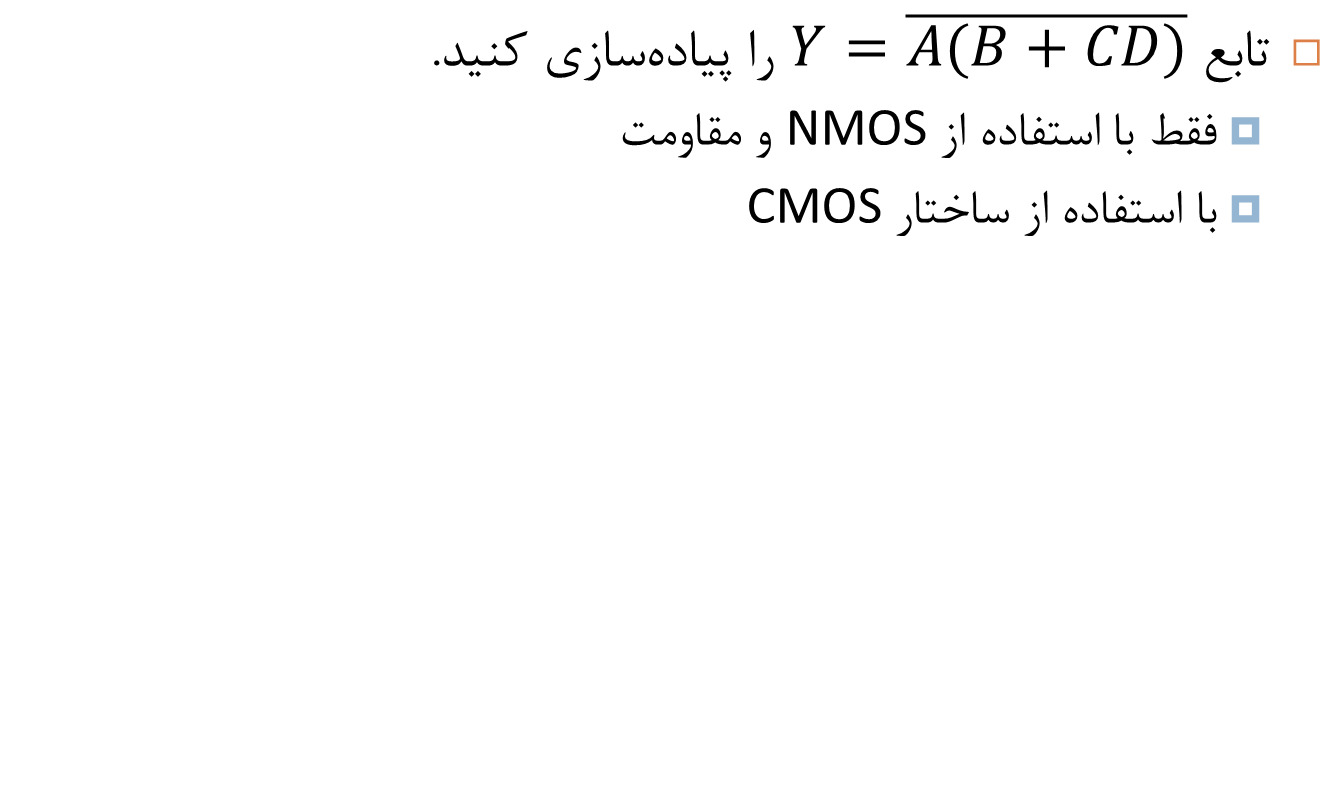 تابع Y = \overline{A(B + CD)} را پیاده‌سازی کنید.
فقط با استفاده از NMOS و مقاومت
با استفاده از ساختار CMOS